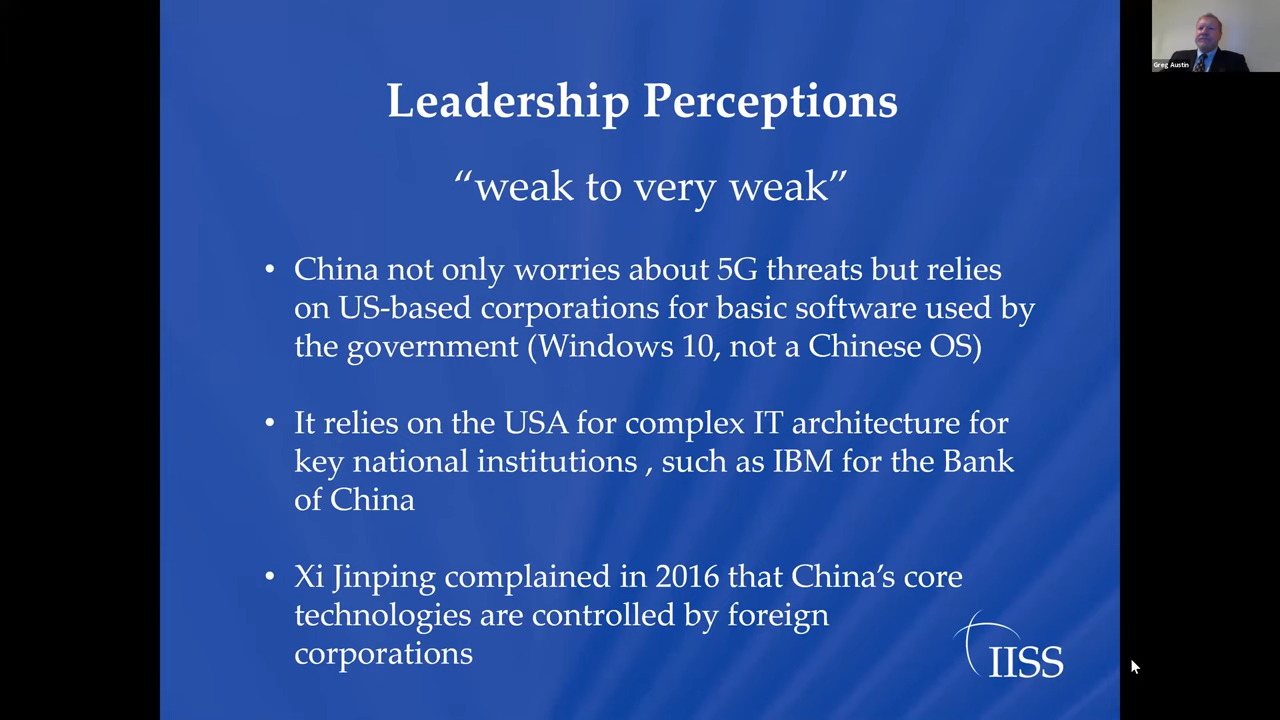 Greg Austin
Leadership Perceptions
“weak to very weak”
• China not only worries about 5G threats but relies
on US-based corporations for basic software used by
the government (Windows 10, not a Chinese OS)
• It relies on the USA for complex IT architecture for
key national institutions , such as IBM for the Bank
of China
• Xi Jinping complained in 2016 that China’s core
technologies are controlled by foreign
corporations
IISS